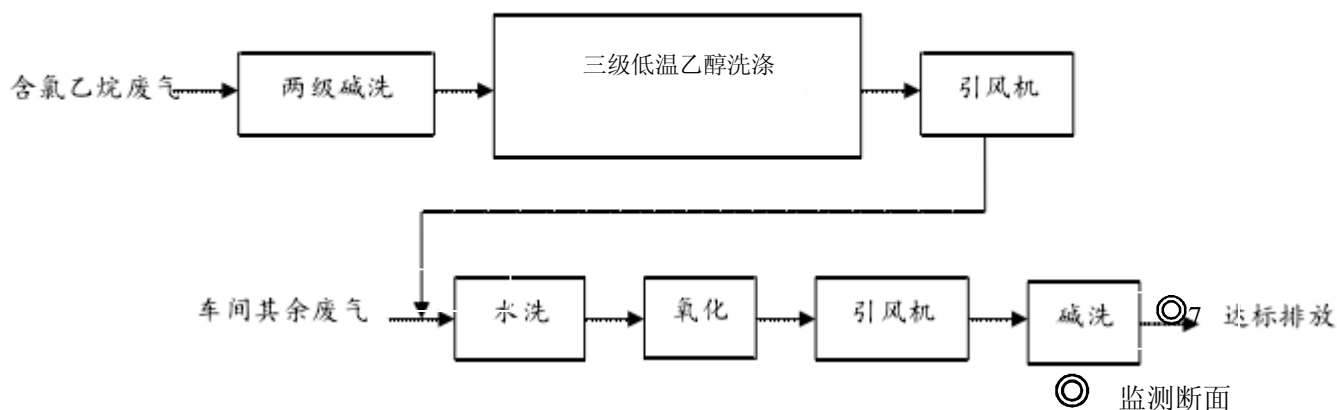 三级低温乙醇洗涤
含氯乙烷废气
两级碱洗
引风机
车间其余废气
水洗
氧化
引风机
碱洗
7
达标排放
监测断面